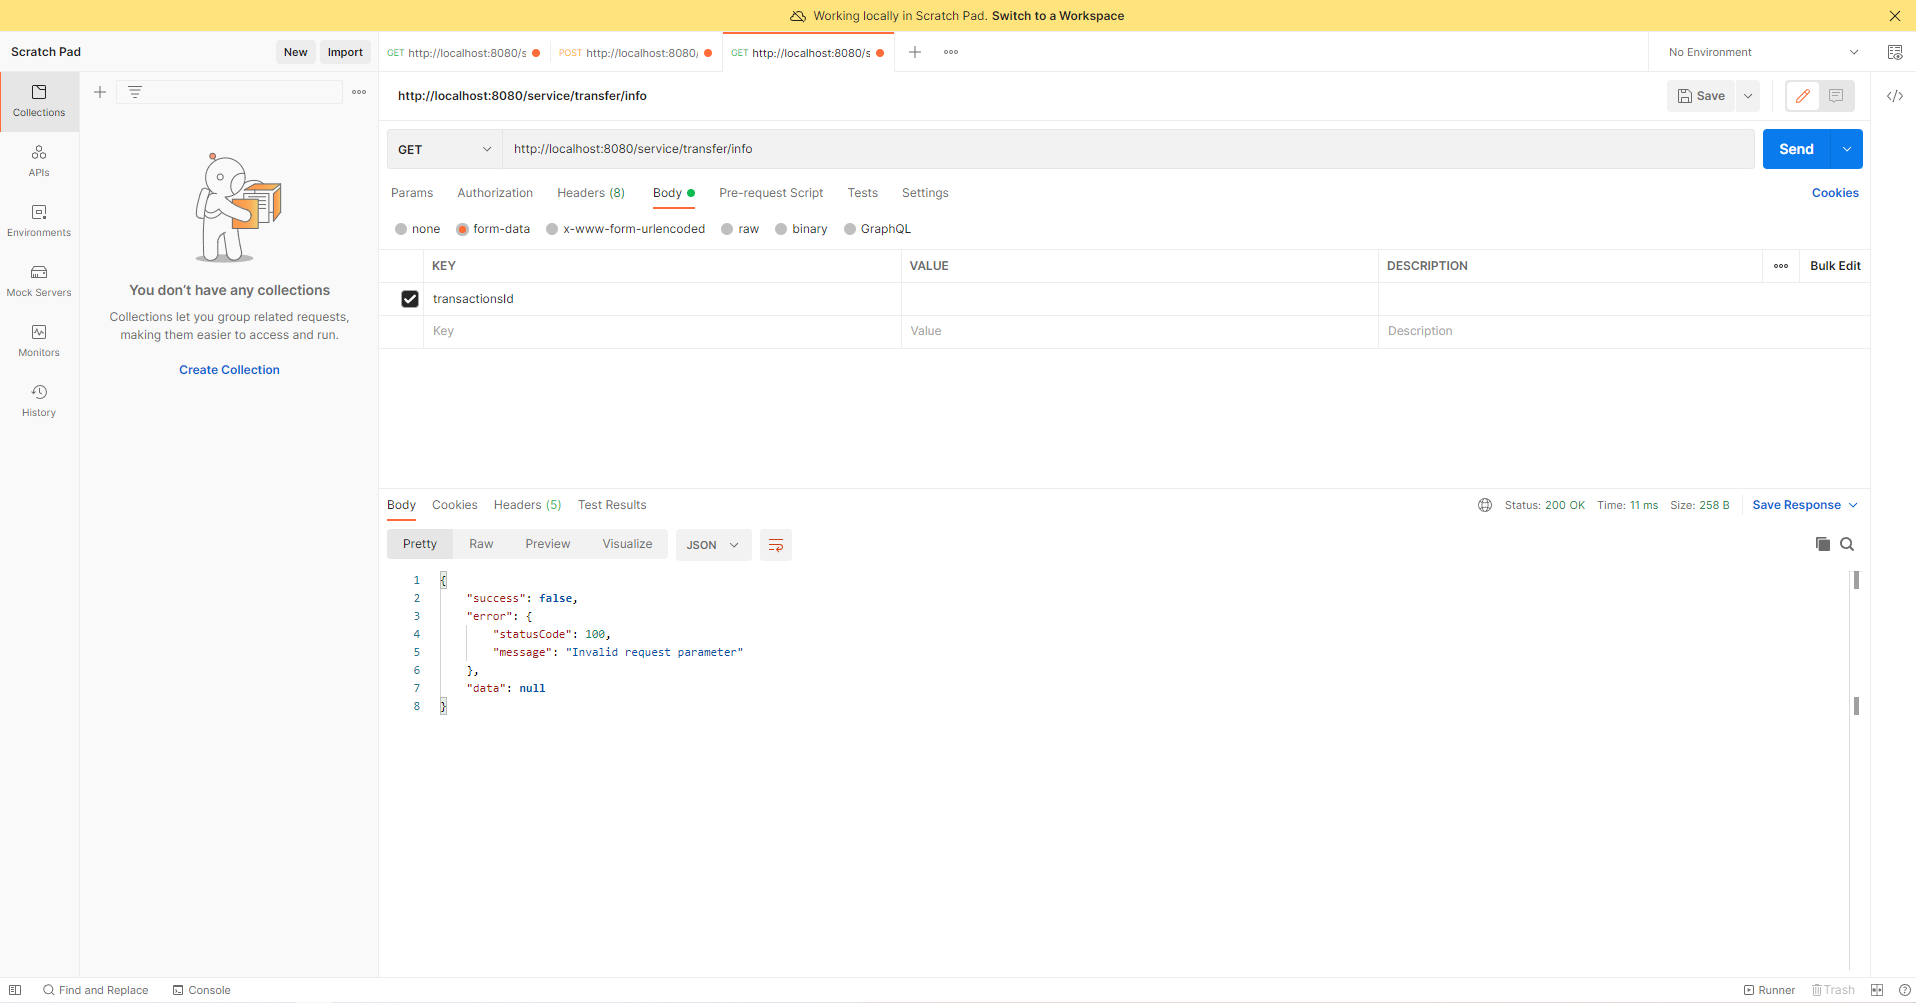 Working locally in Scratch Pad. Switch to a Workspace
Scratch Pad
New
Import
GET http://localhost:8080/s
POST http://localhost:8080/
GET http://localhost:8080/s
No Environment
Collections
APIs
Environments
Mock Servers
Monitors
History
You don’t have any collections
Collections let you group related requests,
making them easier to access and run.
Create Collection
http://localhost:8080/service/transfer/info
Save
GET
http://localhost:8080/service/transfer/info
Send
Params
Authorization
Headers (8)
Body
Pre-request Script
Tests
Settings
Cookies
none
form-data
x-www-form-urlencoded
raw
binary
GraphQL
KEY
VALUE
DESCRIPTION
Bulk Edit
transactionsId
Key
Value
Description
Body
Cookies
Headers (5)
Test Results
Status: 200 OK
Time: 11 ms
Size: 258 B
Save Response
Pretty
Raw
Preview
Visualize
JSON
1 {
2 "success": false,
3 "error": {
4 "statusCode": 100,
5 "message": "Invalid request parameter"
6 },
7 "data": null
8 }
Find and Replace
Console
Runner
Trash